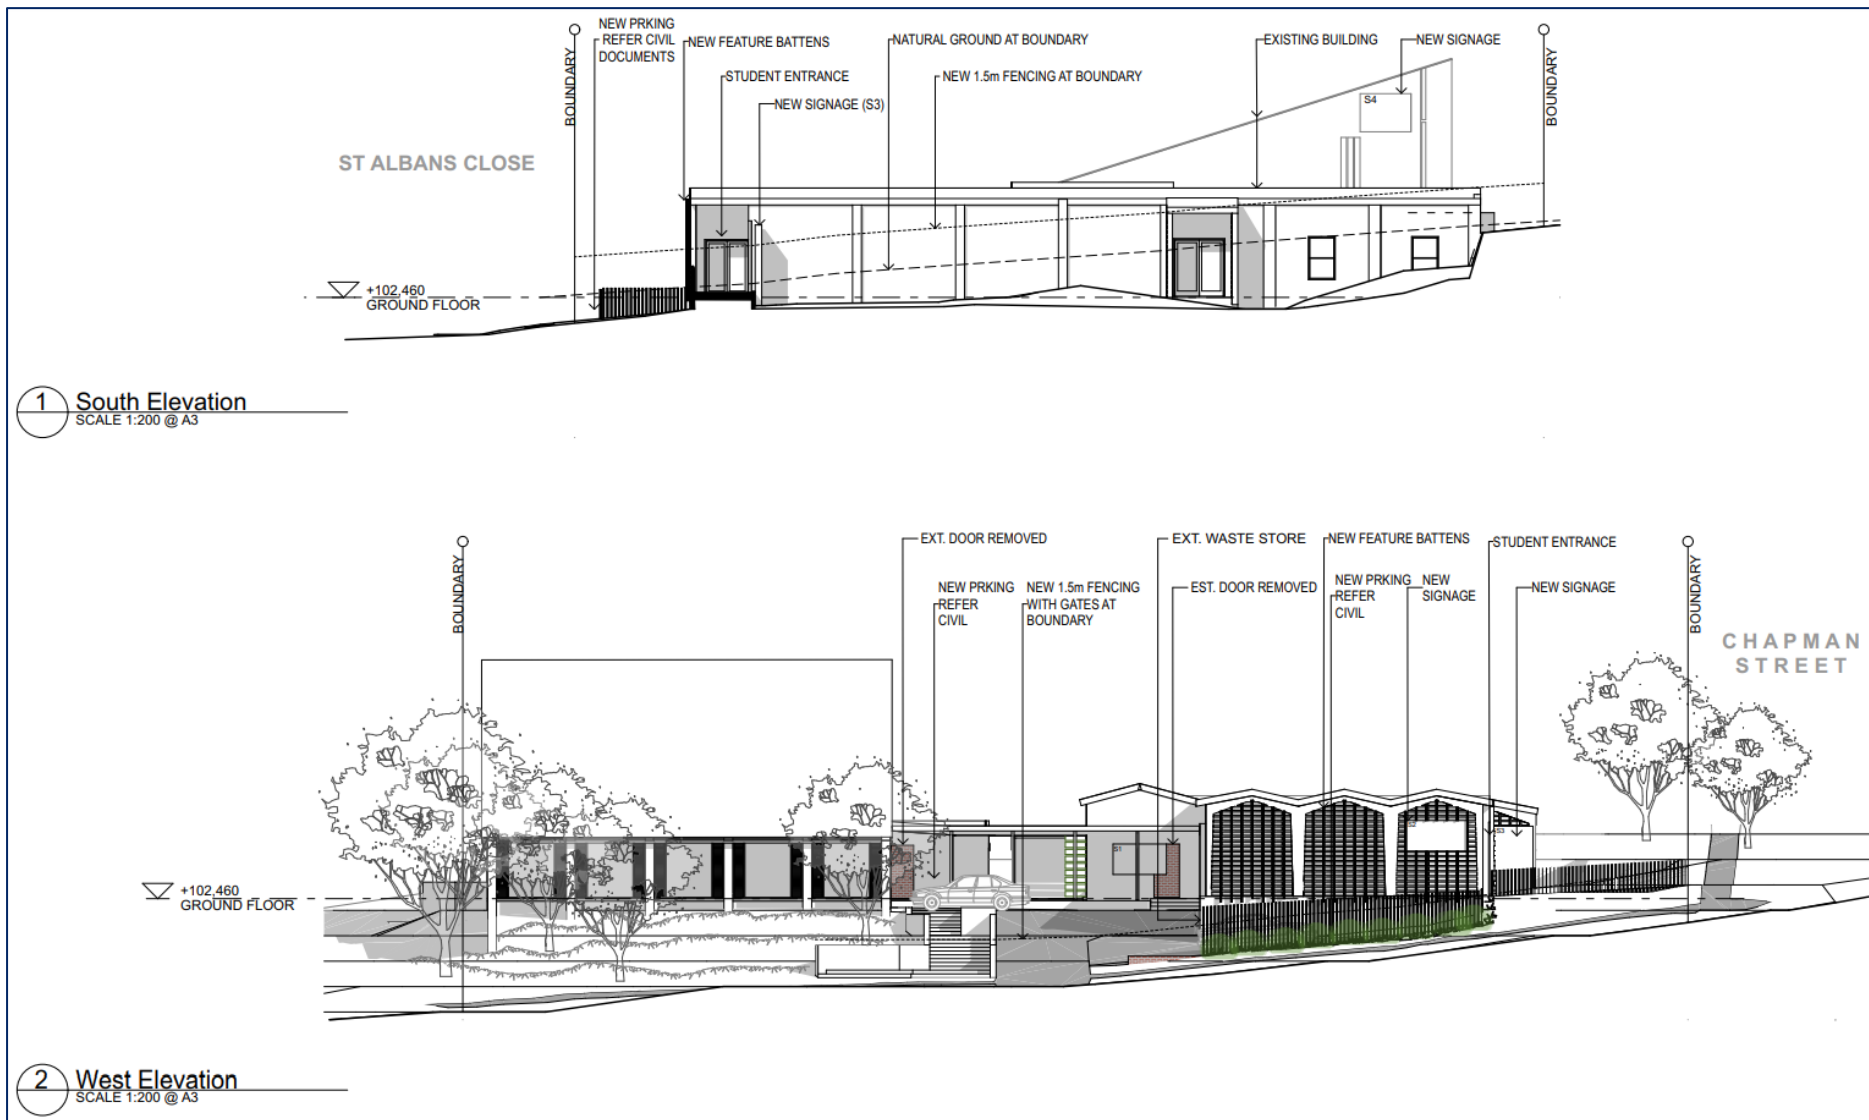 NEW PRKING
REFER CIVIL
DOCUMENTS
NEW FEATURE BATTENS
NATURAL GROUND AT BOUNDARY
EXISTING BUILDING
NEW SIGNAGE
BOUNDARY
STUDENT ENTRANCE
NEW 1.5m FENCING AT BOUNDARY
BOUNDARY
NEW SIGNAGE (S3)
S4
ST ALBANS CLOSE
+102,460
GROUND FLOOR
1
South Elevation
SCALE 1:200 @ A3
EXT. DOOR REMOVED
EXT. WASTE STORE
NEW FEATURE BATTENS
STUDENT ENTRANCE
BOUNDARY
NEW PRKING
REFER
CIVIL
NEW 1.5m FENCING
WITH GATES AT
BOUNDARY
EST. DOOR REMOVED
NEW PRKING
REFER
CIVIL
NEW
SIGNAGE
NEW SIGNAGE
BOUNDARY
CHAPMAN
STREET
S1
S2
S3
+102,460
GROUND FLOOR
2
West Elevation
SCALE 1:200 @ A3